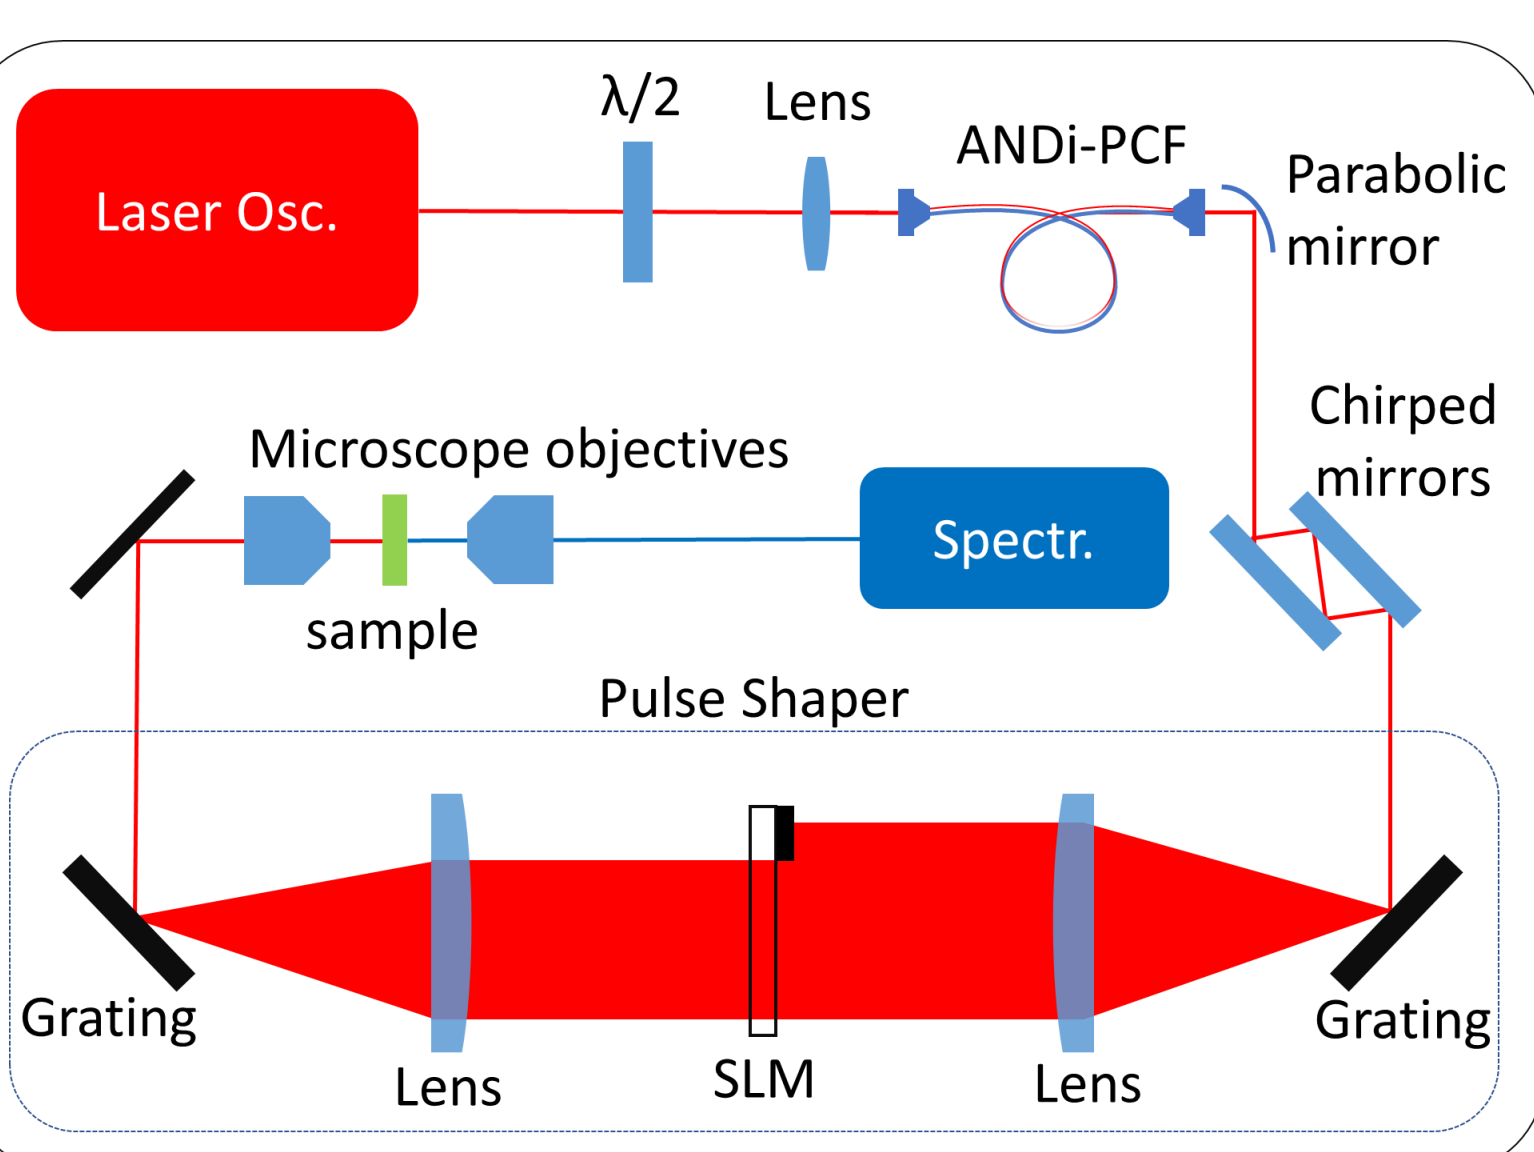 λ/2
Lens
ANDi-PCF
Parabolic
mirror
Laser Osc.
Chirped
mirrors
Microscope objectives
Spectr.
sample
Pulse Shaper
Grating
Lens
SLM
Lens
Grating